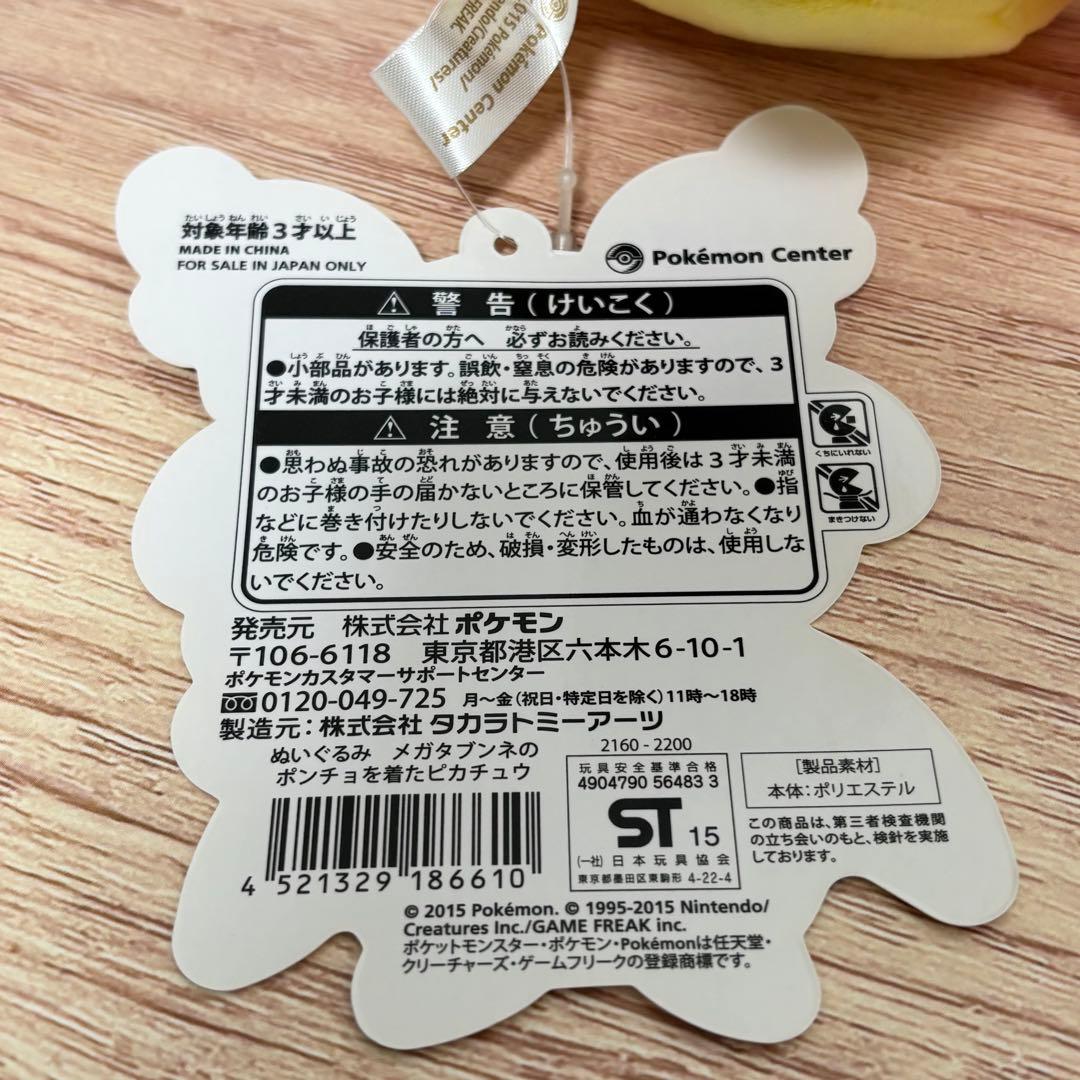 ©2015 Pokémon/
Pokémon Center
対象年齢3才以上
MADE IN CHINA
FOR SALE IN JAPAN ONLY
Pokémon Center
警告(けいこく)
保護者の方へ 必ずお読みください。
●小部品があります。誤飲・窒息の危険がありますので、3
才未満のお子様には絶対に与えないでください。
注意(ちゅうい)
●思わぬ事故の恐れがありますので、使用後は3才未満
のお子様の手の届かないところに保管してください。●指
などに巻き付けたりしないでください。血が通わなくなり
危険です。●安全のため、破損・変形したものは、使用しな
いでください。
くちにいれない
まきつけない
発売元 株式会社 ポケモン
〒106-6118 東京都港区六本木6-10-1
ポケモンカスタマーサポートセンター
0120-049-725 月～金(祝日・特定日を除く)11時～18時
製造元：株式会社 タカラトミーアーツ
ぬいぐるみ メガタブンネの
ポンチョを着たピカチュウ
4 521329 186610
2160-2200
玩具安全基準合格
4904790 56483 3
ST 15
(一社)日本玩具協会
東京都墨田区東駒形 4-22-4
[製品素材]
本体：ポリエステル
この商品は、第三者検査機関
の立ち会いのもと、検針を実施
しております。
© 2015 Pokémon. © 1995-2015 Nintendo/
Creatures Inc./GAME FREAK inc.
ポケットモンスター・ポケモン・Pokémonは任天堂・
クリーチャーズ・ゲームフリークの登録商標です。